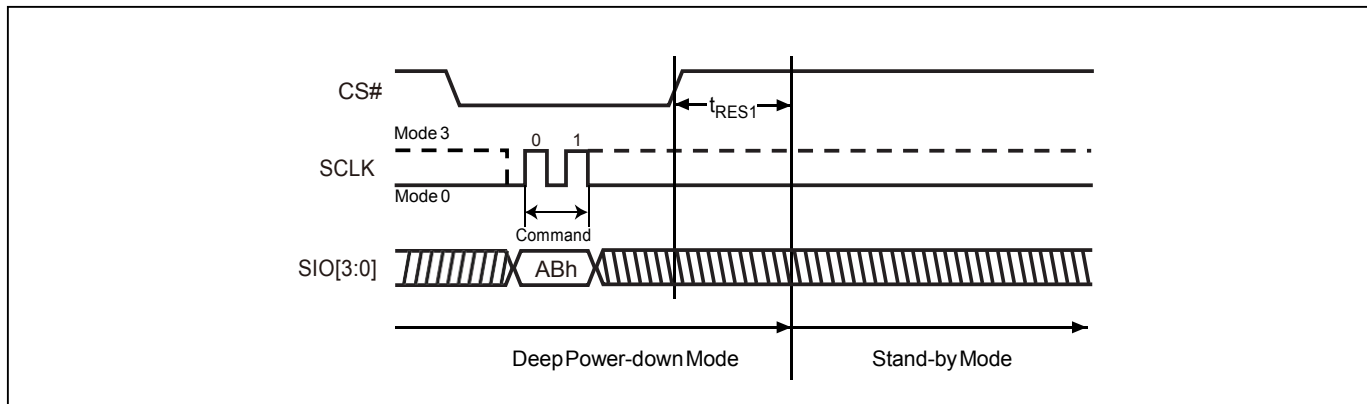 CS#
tRES1
Mode 3
0 1
SCLK
Mode 0
Command
SIO[3:0]
ABh
Deep Power-down Mode
Stand-by Mode